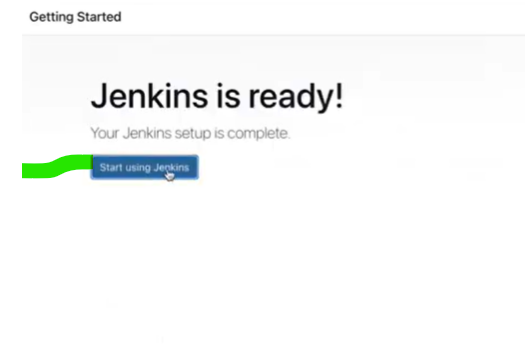 Getting Started
Jenkins is ready!
Your Jenkins setup is complete.
Start using Jenkins